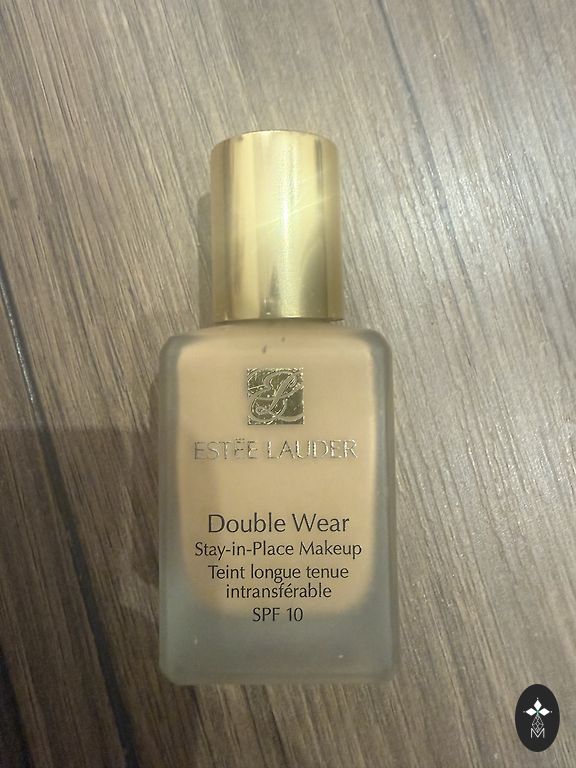 ESTĒE LAUDER
Double Wear
Stay-in-Place Makeup
Teint longue tenue
intransférable
SPF 10
M